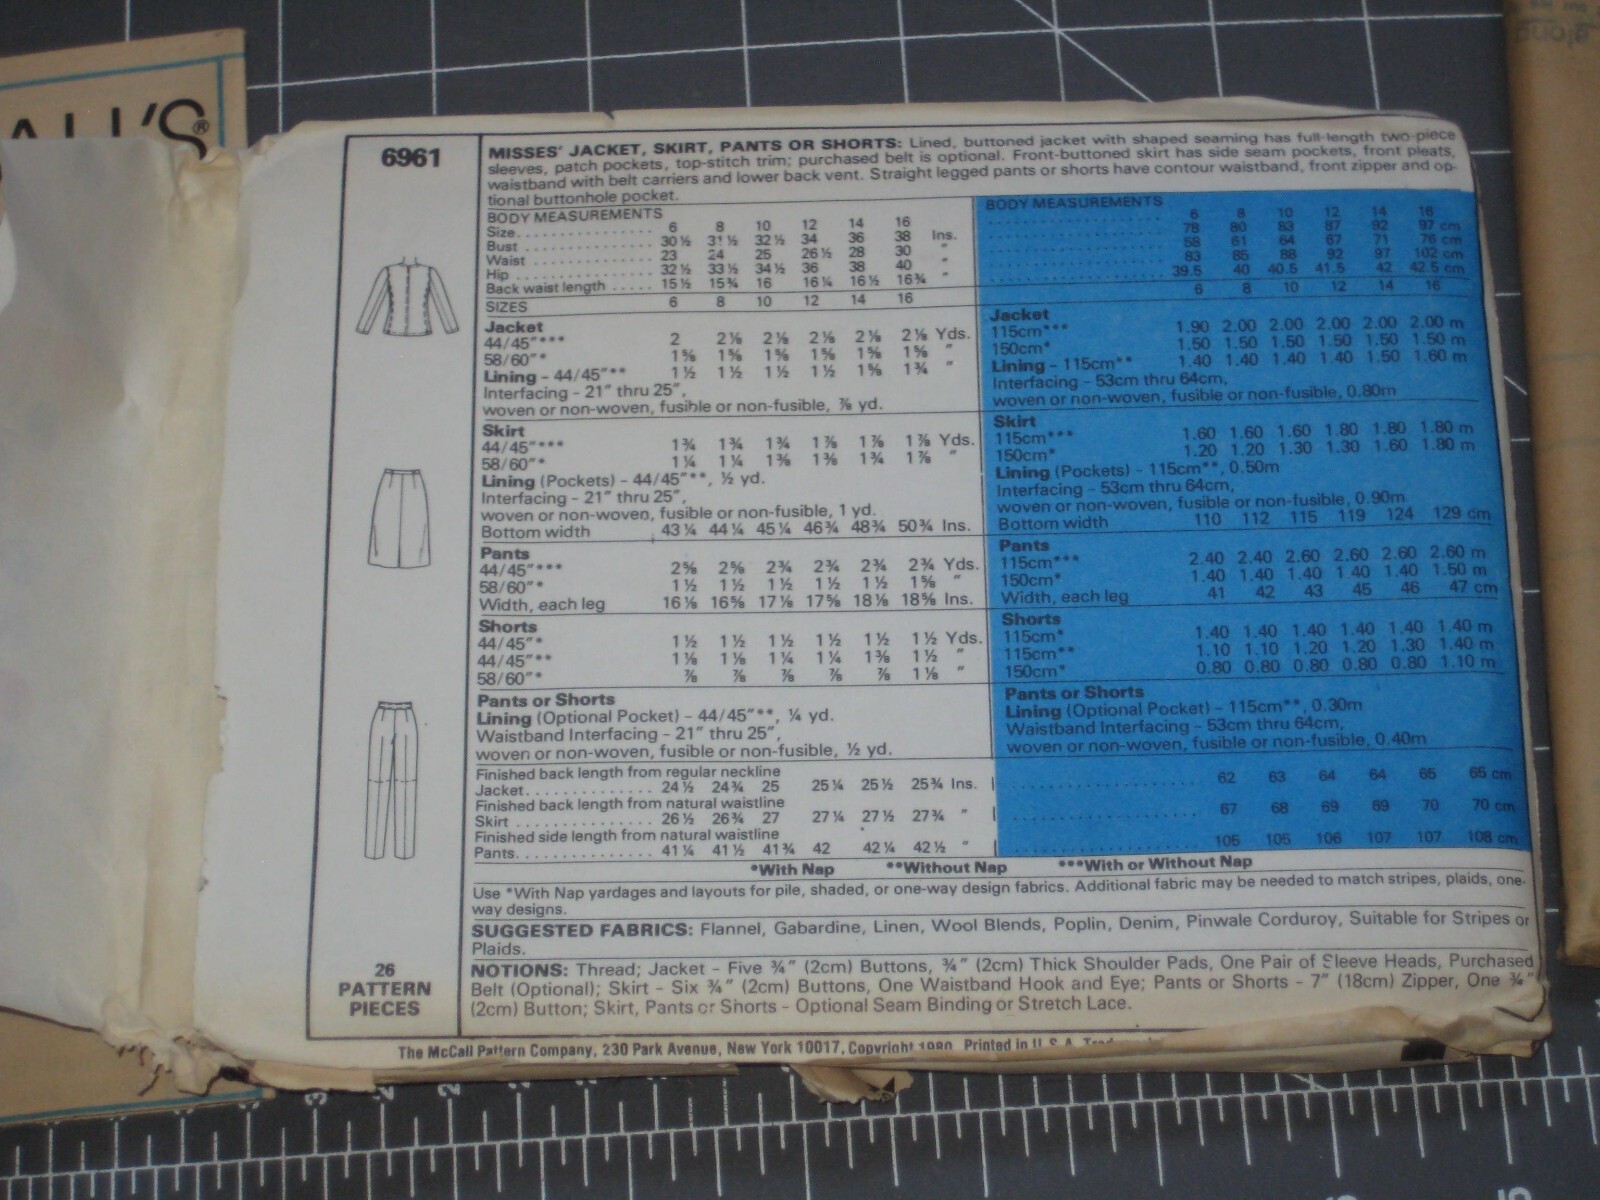 ALL'S®
6961
MISSES' JACKET, SKIRT, PANTS OR SHORTS: Lined, buttoned jacket with shaped seaming has full-length two-piece
sleeves, patch pockets, top-stitch trim; purchased belt is optional. Front-buttoned skirt has side seam pockets, front pleats,
waistband with belt carriers and lower back vent. Straight legged pants or shorts have contour waistband, front zipper and op-
tional buttonhole pocket.
BODY MEASUREMENTS BODY MEASUREMENTS
Size 6 8 10 12 14 16 6 8 10 12 14 16
Bust 30½ 31½ 32½ 34 36 38 Ins. 78 80 83 87 92 97 cm
Waist 23 24 25 26½ 28 30 " 58 61 64 67 71 76 cm
Hip 32½ 33½ 34½ 36 38 40 " 83 85 88 92 97 102 cm
Back waist length 15½ 15¾ 16 16¼ 16½ 16¾ " 39.5 40 40.5 41.5 42 42.5 cm
SIZES 6 8 10 12 14 16 6 8 10 12 14 16
Jacket Jacket
44/45"*** 2 2⅛ 2⅛ 2⅛ 2⅛ 2⅛ Yds. 115cm*** 1.90 2.00 2.00 2.00 2.00 2.00 m
58/60"* 1⅝ 1⅝ 1⅝ 1⅝ 1⅝ 1⅝ " 150cm* 1.50 1.50 1.50 1.50 1.50 1.50 m
Lining - 44/45"** 1½ 1½ 1½ 1½ 1⅝ 1¾ " Lining - 115cm** 1.40 1.40 1.40 1.40 1.50 1.60 m
Interfacing - 21" thru 25", Interfacing - 53cm thru 64cm,
woven or non-woven, fusible or non-fusible, ⅞ yd. woven or non-woven, fusible or non-fusible, 0.80m
Skirt Skirt
44/45"*** 1¾ 1¾ 1¾ 1⅞ 1⅞ 1⅞ Yds. 115cm*** 1.60 1.60 1.60 1.80 1.80 1.80 m
58/60"* 1¼ 1¼ 1⅜ 1⅜ 1¾ 1⅞ " 150cm* 1.20 1.20 1.30 1.30 1.60 1.80 m
Lining (Pockets) - 44/45"**, ½ yd. Lining (Pockets) - 115cm**, 0.50m
Interfacing - 21" thru 25", Interfacing - 53cm thru 64cm,
woven or non-woven, fusible or non-fusible, 1 yd. woven or non-woven, fusible or non-fusible, 0.90m
Bottom width 43¼ 44¼ 45¼ 46¾ 48¾ 50¾ Ins. Bottom width 110 112 115 119 124 129 cm
Pants Pants
44/45"*** 2⅝ 2⅝ 2¾ 2¾ 2¾ 2¾ Yds. 115cm*** 2.40 2.40 2.60 2.60 2.60 2.60 m
58/60"* 1½ 1½ 1½ 1½ 1½ 1⅝ " 150cm* 1.40 1.40 1.40 1.40 1.40 1.50 m
Width, each leg 16⅛ 16⅝ 17⅛ 17⅝ 18⅛ 18⅝ Ins. Width, each leg 41 42 43 45 46 47 cm
Shorts Shorts
44/45"* 1½ 1½ 1½ 1½ 1½ 1½ Yds. 115cm* 1.40 1.40 1.40 1.40 1.40 1.40 m
44/45"** 1⅛ 1⅛ 1¼ 1¼ 1⅜ 1½ " 115cm** 1.10 1.10 1.20 1.20 1.30 1.40 m
58/60"* ⅞ ⅞ ⅞ ⅞ ⅞ 1⅛ " 150cm* 0.80 0.80 0.80 0.80 0.80 1.10 m
Pants or Shorts Pants or Shorts
Lining (Optional Pocket) - 44/45"**, ¼ yd. Lining (Optional Pocket) - 115cm**, 0.30m
Waistband Interfacing - 21" thru 25", Waistband Interfacing - 53cm thru 64cm,
woven or non-woven, fusible or non-fusible, ½ yd. woven or non-woven, fusible or non-fusible, 0.40m
Finished back length from regular neckline
Jacket 24½ 24¾ 25 25¼ 25½ 25¾ Ins. 62 63 64 64 65 65 cm
Finished back length from natural waistline
Skirt 26½ 26¾ 27 27¼ 27½ 27¾ " 67 68 69 69 70 70 cm
Finished side length from natural waistline
Pants 41¼ 41½ 41¾ 42 42¼ 42½ " 105 105 106 107 107 108 cm
*With Nap **Without Nap ***With or Without Nap
Use *With Nap yardages and layouts for pile, shaded, or one-way design fabrics. Additional fabric may be needed to match stripes, plaids, one-
way designs.
SUGGESTED FABRICS: Flannel, Gabardine, Linen, Wool Blends, Poplin, Denim, Pinwale Corduroy, Suitable for Stripes or
Plaids.
NOTIONS: Thread; Jacket - Five ¾" (2cm) Buttons, ¾" (2cm) Thick Shoulder Pads, One Pair of Sleeve Heads, Purchased
Belt (Optional); Skirt - Six ¾" (2cm) Buttons, One Waistband Hook and Eye; Pants or Shorts - 7" (18cm) Zipper, One ¾"
(2cm) Button; Skirt, Pants or Shorts - Optional Seam Binding or Stretch Lace.
26
PATTERN
PIECES
The McCall Pattern Company, 230 Park Avenue, New York 10017, Copyright 1980 Printed in U.S.A.